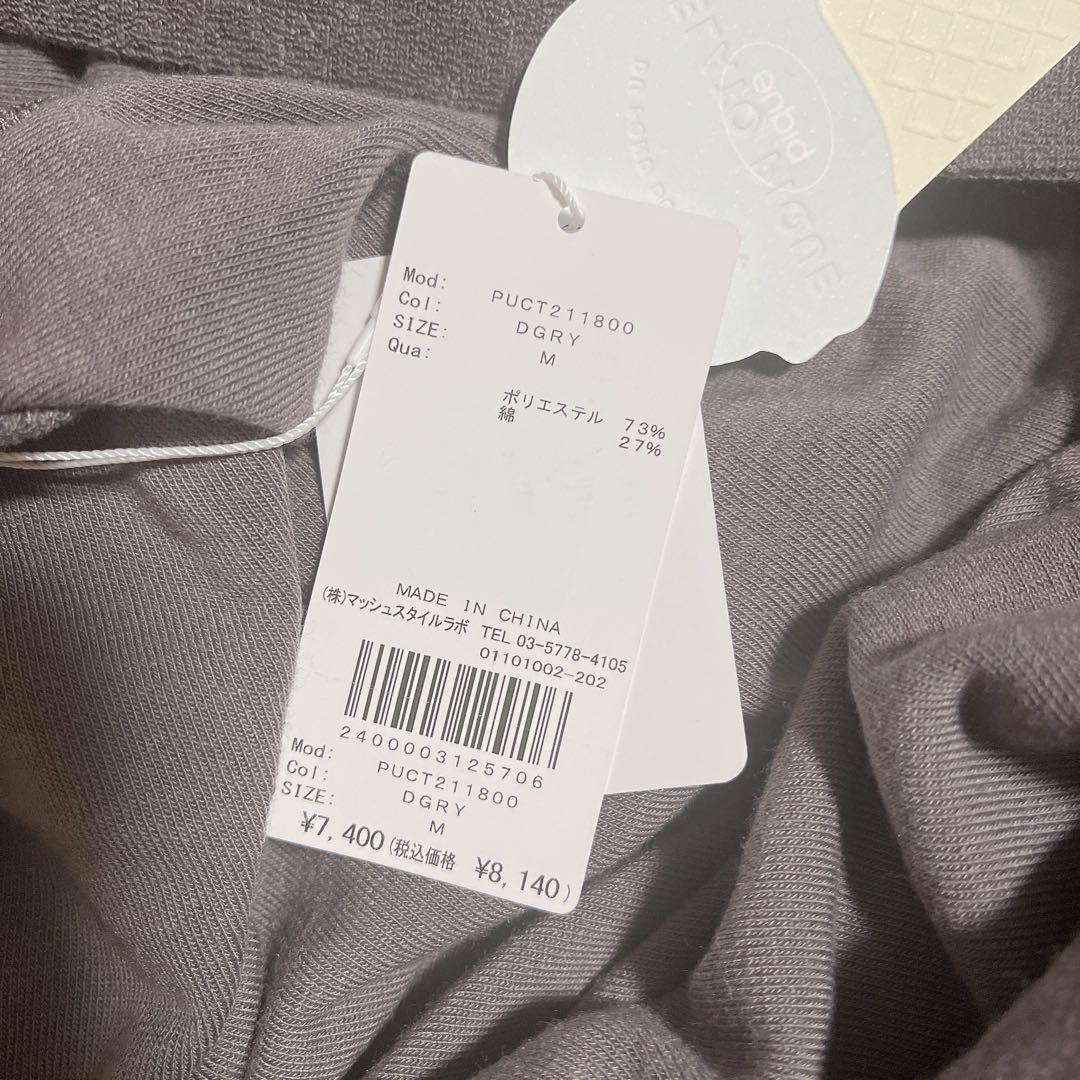 pique
Mod: PUCT211800
Col: DGRY
SIZE: M
Qua:
ポリエステル 73%
綿 27%
MADE IN CHINA
(株)マッシュスタイルラボ TEL 03-5778-4105
01101002-202
2400003125706
Mod: PUCT211800
Col: DGRY
SIZE: M
¥7,400(税込価格 ¥8,140)